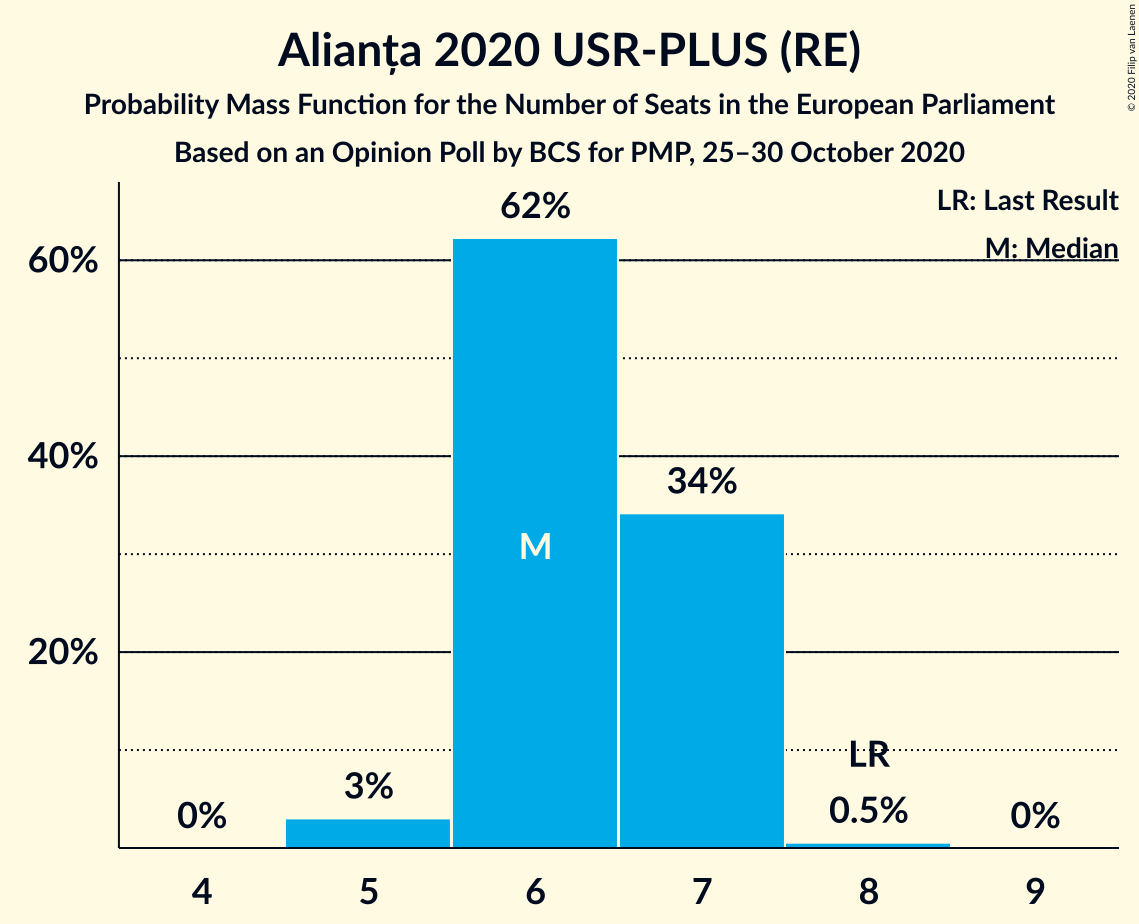 Alianța 2020 USR-PLUS (RE)
Probability Mass Function for the Number of Seats in the European Parliament
Based on an Opinion Poll by BCS for PMP, 25–30 October 2020
© 2020 Filip van Laenen
LR: Last Result
M: Median
62%
60%
40%
34%
M
20%
LR
3%
0.5%
0%
0%
4 5 6 7 8 9